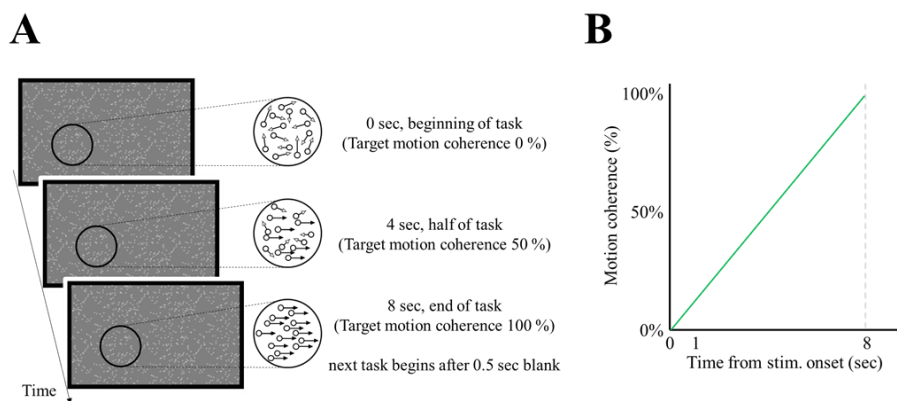 A
0 sec, beginning of task
(Target motion coherence 0 %)
4 sec, half of task
(Target motion coherence 50 %)
8 sec, end of task
(Target motion coherence 100 %)
next task begins after 0.5 sec blank
Time
B
Motion coherence (%)
100%
50%
0%
0
1
8
Time from stim. onset (sec)